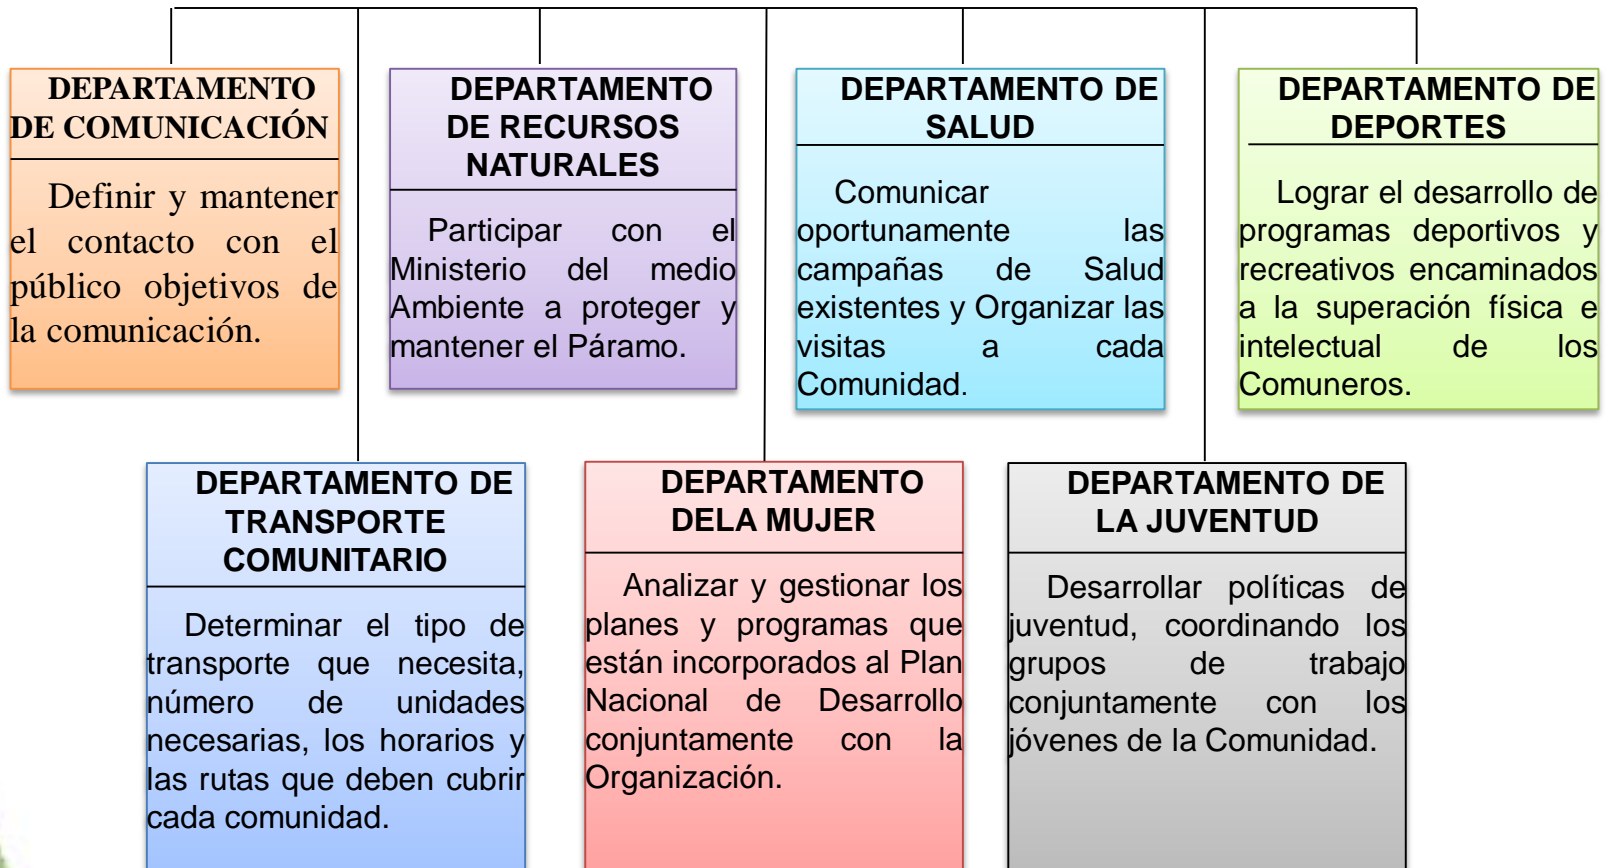 DEPARTAMENTO
DE COMUNICACIÓN
Definir y mantener
el contacto con el
público objetivos de
la comunicación.
DEPARTAMENTO
DE RECURSOS
NATURALES
Participar con el
Ministerio del medio
Ambiente a proteger y
mantener el Páramo.
DEPARTAMENTO DE
SALUD
Comunicar
oportunamente las
campañas de Salud
existentes y Organizar las
visitas a cada
Comunidad.
DEPARTAMENTO DE
DEPORTES
Lograr el desarrollo de
programas deportivos y
recreativos encaminados
a la superación física e
intelectual de los
Comuneros.
DEPARTAMENTO DE
TRANSPORTE
COMUNITARIO
Determinar el tipo de
transporte que necesita,
número de unidades
necesarias, los horarios y
las rutas que deben cubrir
cada comunidad.
DEPARTAMENTO
DELA MUJER
Analizar y gestionar los
planes y programas que
están incorporados al Plan
Nacional de Desarrollo
conjuntamente con la
Organización.
DEPARTAMENTO DE
LA JUVENTUD
Desarrollar políticas de
juventud, coordinando los
grupos de trabajo
conjuntamente con los
jóvenes de la Comunidad.